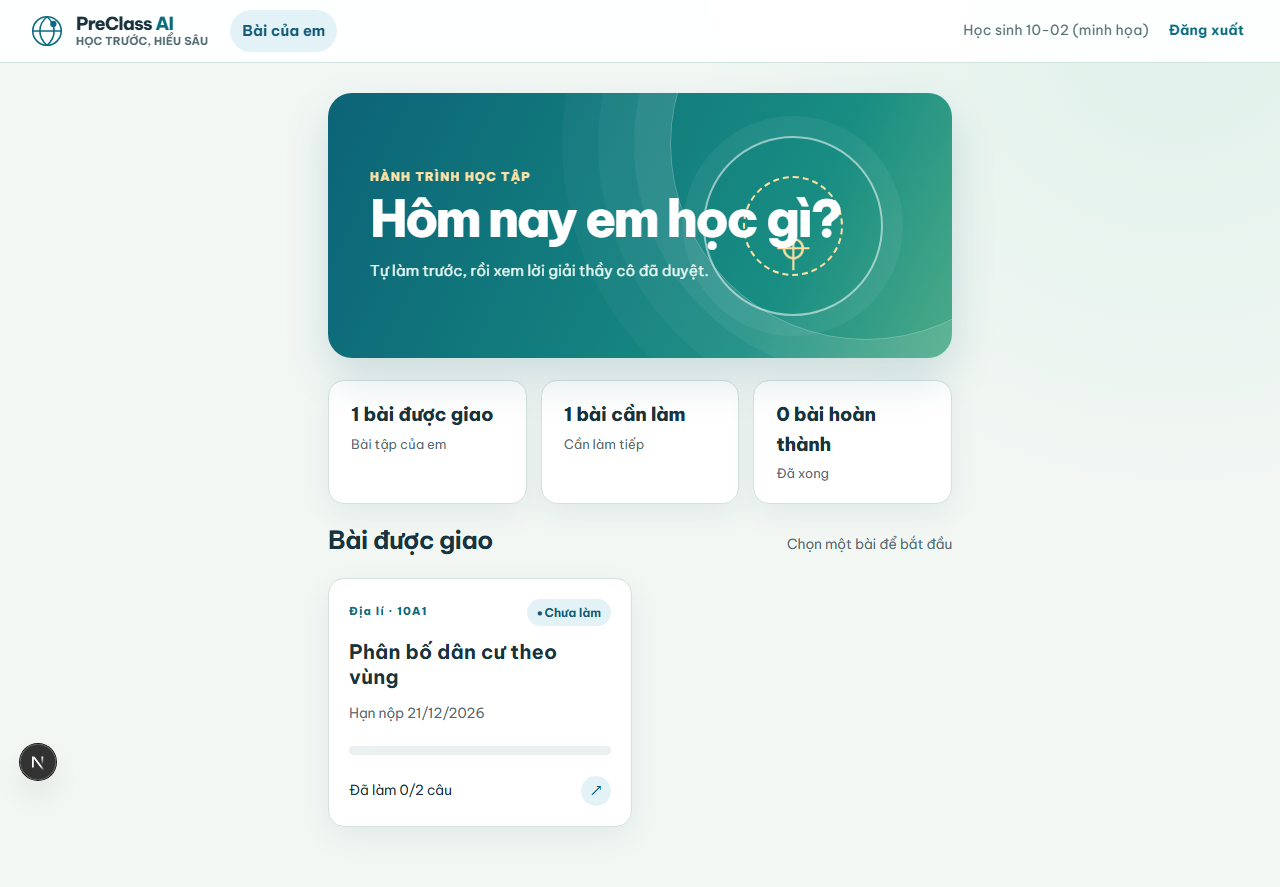 PreClass AI
HỌC TRƯỚC, HIỂU SÂU
Bài của em
Học sinh 10-02 (minh họa)
Đăng xuất
HÀNH TRÌNH HỌC TẬP
Hôm nay em học gì?
Tự làm trước, rồi xem lời giải thầy cô đã duyệt.
1 bài được giao
Bài tập của em
1 bài cần làm
Cần làm tiếp
0 bài hoàn
thành
Đã xong
Bài được giao
Chọn một bài để bắt đầu
Địa lí · 10A1
• Chưa làm
Phân bố dân cư theo
vùng
Hạn nộp 21/12/2026
Đã làm 0/2 câu
↗
N